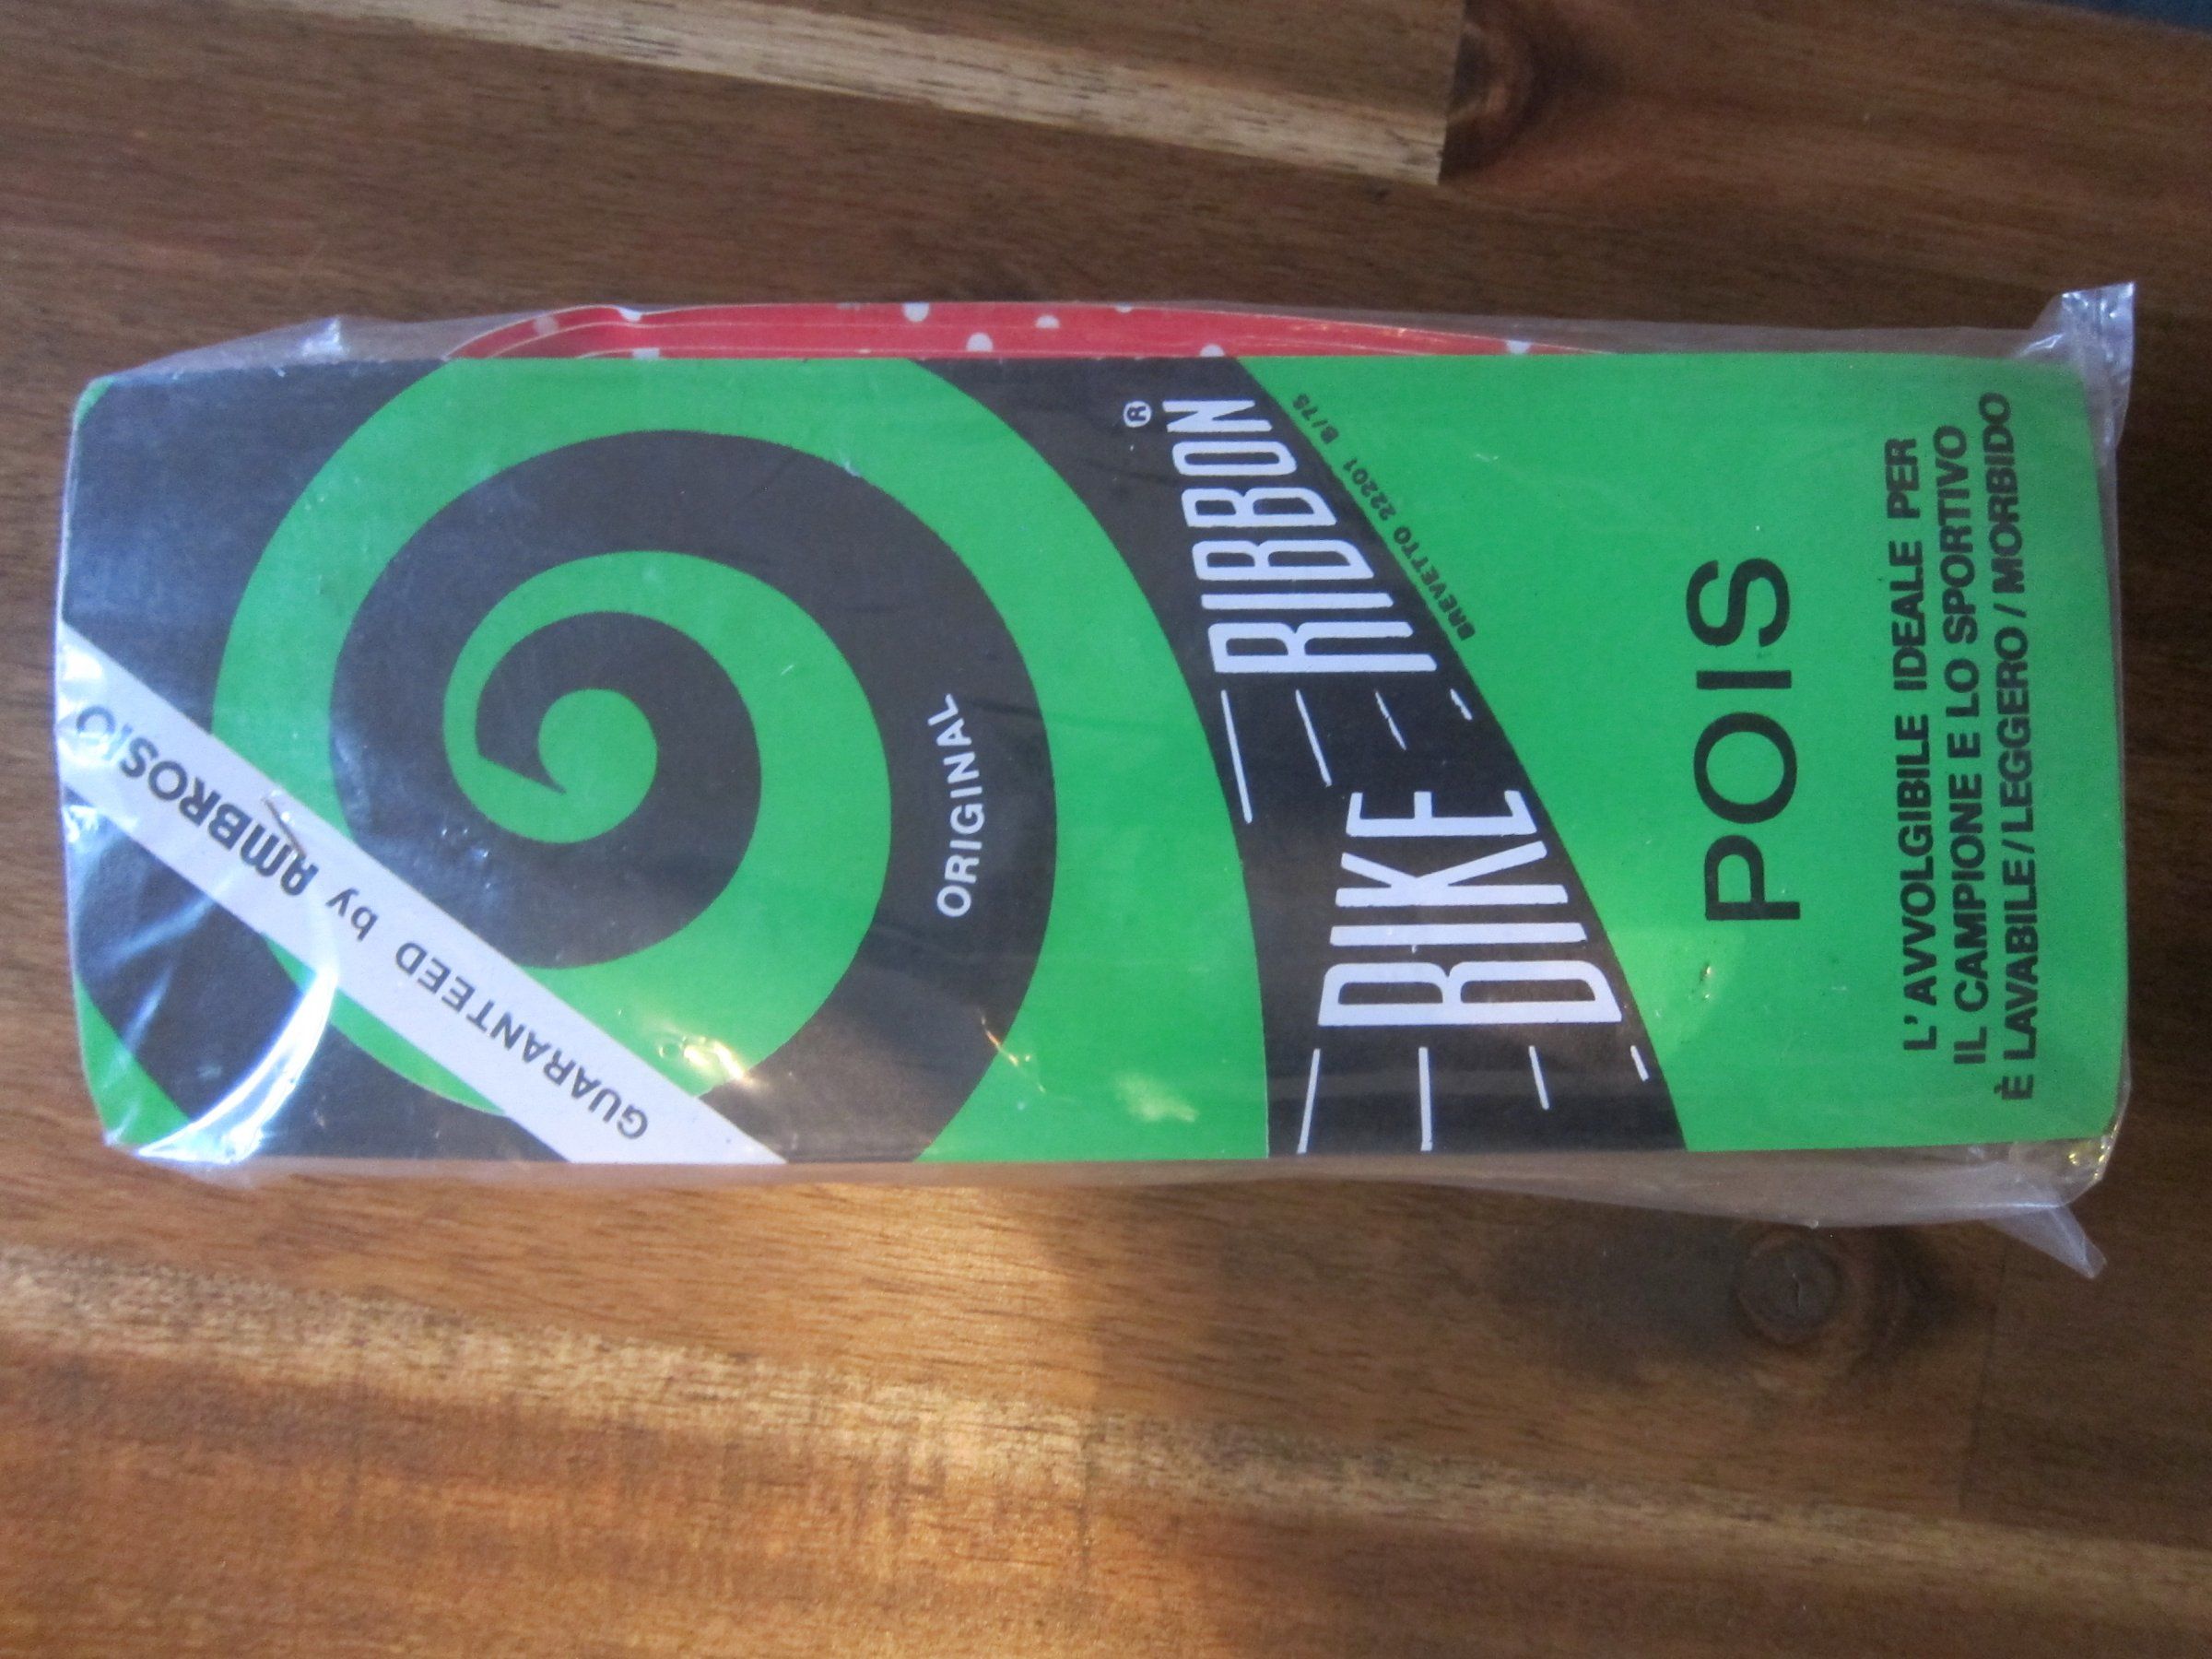 GUARANTEED by AMBROSIO
ORIGINAL
BIKE RIBBON®
BREVETTO 22201 B/75
POIS
L'AVVOLGIBILE IDEALE PER
IL CAMPIONE E LO SPORTIVO
È LAVABILE/LEGGERO/MORBIDO